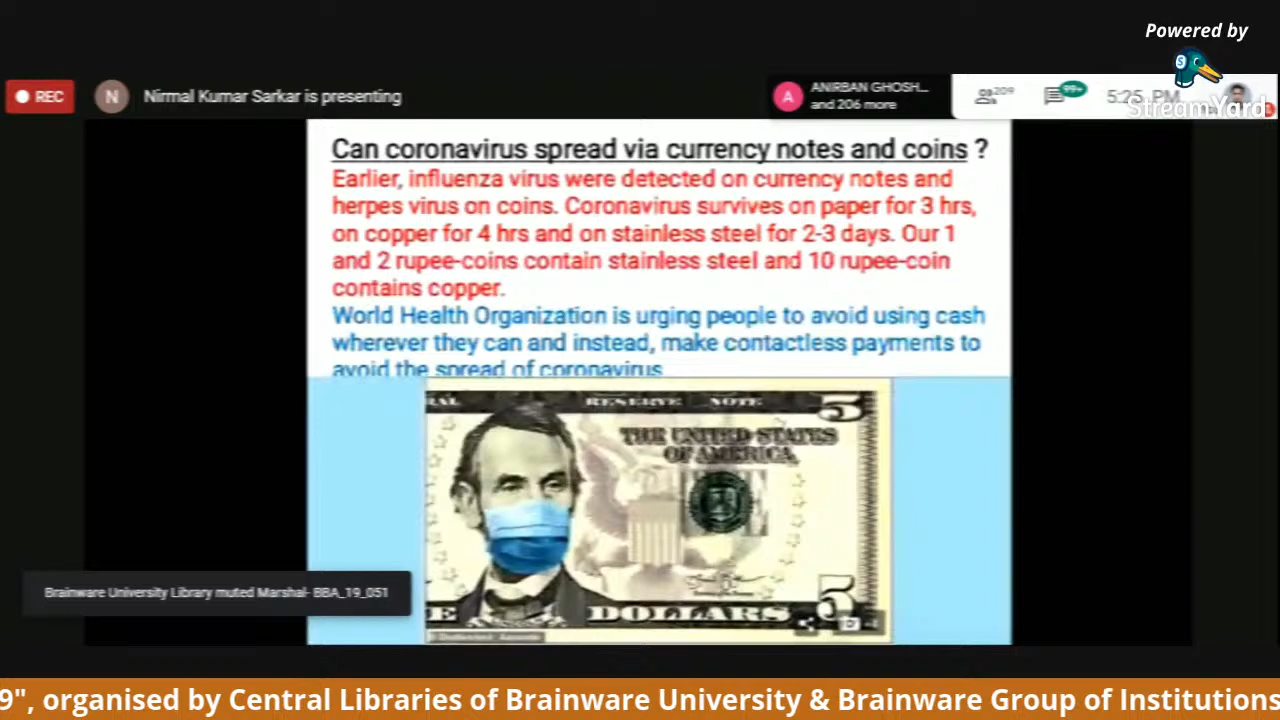 Powered by
StreamYard
REC
N
Nirmal Kumar Sarkar is presenting
A
ANIRBAN GHOSH...
and 206 more
209
99+
5:25 PM
Can coronavirus spread via currency notes and coins ?
Earlier, influenza virus were detected on currency notes and
herpes virus on coins. Coronavirus survives on paper for 3 hrs,
on copper for 4 hrs and on stainless steel for 2-3 days. Our 1
and 2 rupee-coins contain stainless steel and 10 rupee-coin
contains copper.
World Health Organization is urging people to avoid using cash
wherever they can and instead, make contactless payments to
avoid the spread of coronavirus
RAL RESERVE NOTE 5
THE UNITED STATES
OF AMERICA
E DOLLARS 5
Brainware University Library muted Marshal- BBA_19_051
9", organised by Central Libraries of Brainware University & Brainware Group of Institutions